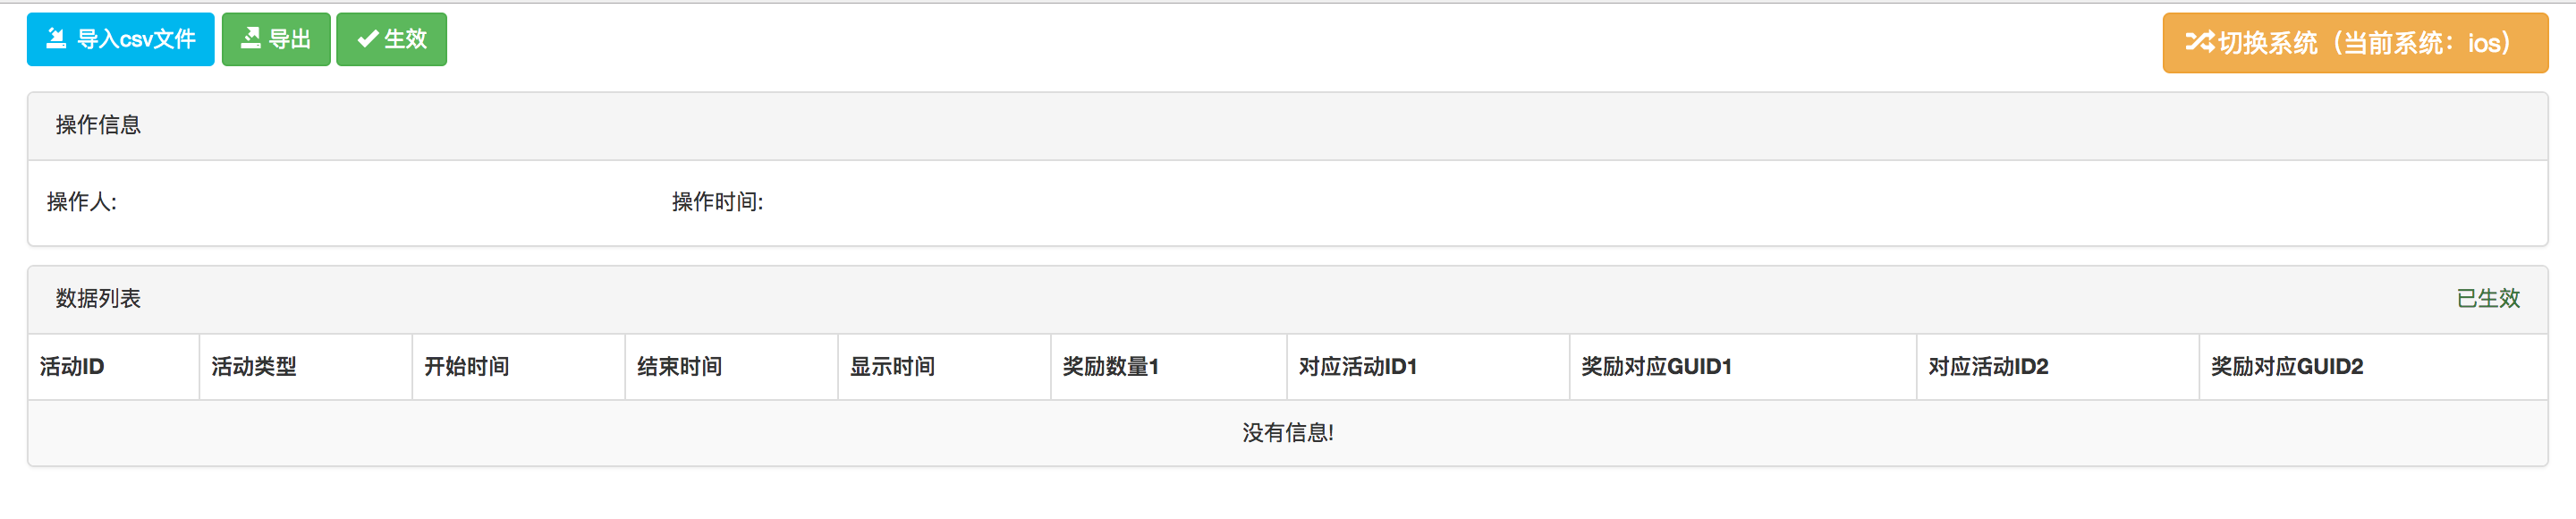 导入csv文件 导出 生效 切换系统（当前系统：ios）
操作信息
操作人: 操作时间:
数据列表 已生效
活动ID 活动类型 开始时间 结束时间 显示时间 奖励数量1 对应活动ID1 奖励对应GUID1 对应活动ID2 奖励对应GUID2
没有信息!